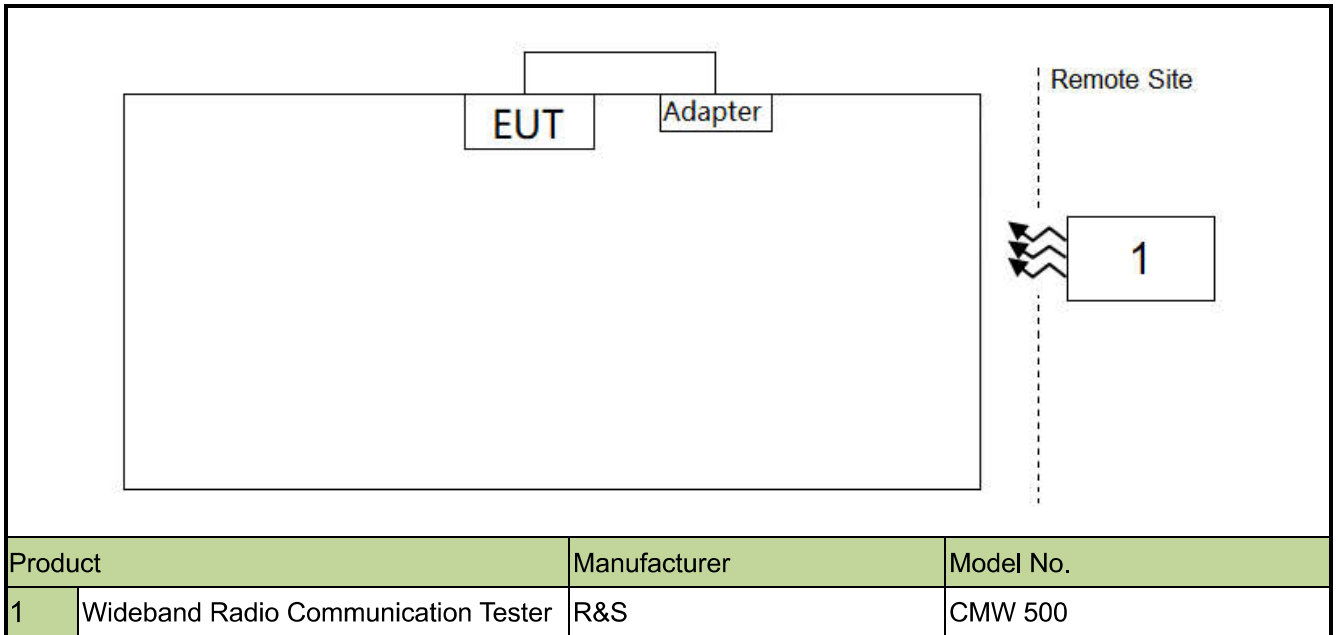 Remote Site
EUT
Adapter
1
Product Manufacturer Model No.
1 Wideband Radio Communication Tester R&S CMW 500